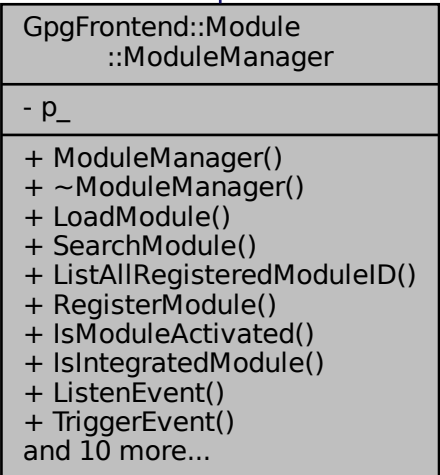 GpgFrontend::Module
::ModuleManager
- p_
+ ModuleManager()
+ ~ModuleManager()
+ LoadModule()
+ SearchModule()
+ ListAllRegisteredModuleID()
+ RegisterModule()
+ IsModuleActivated()
+ IsIntegratedModule()
+ ListenEvent()
+ TriggerEvent()
and 10 more...